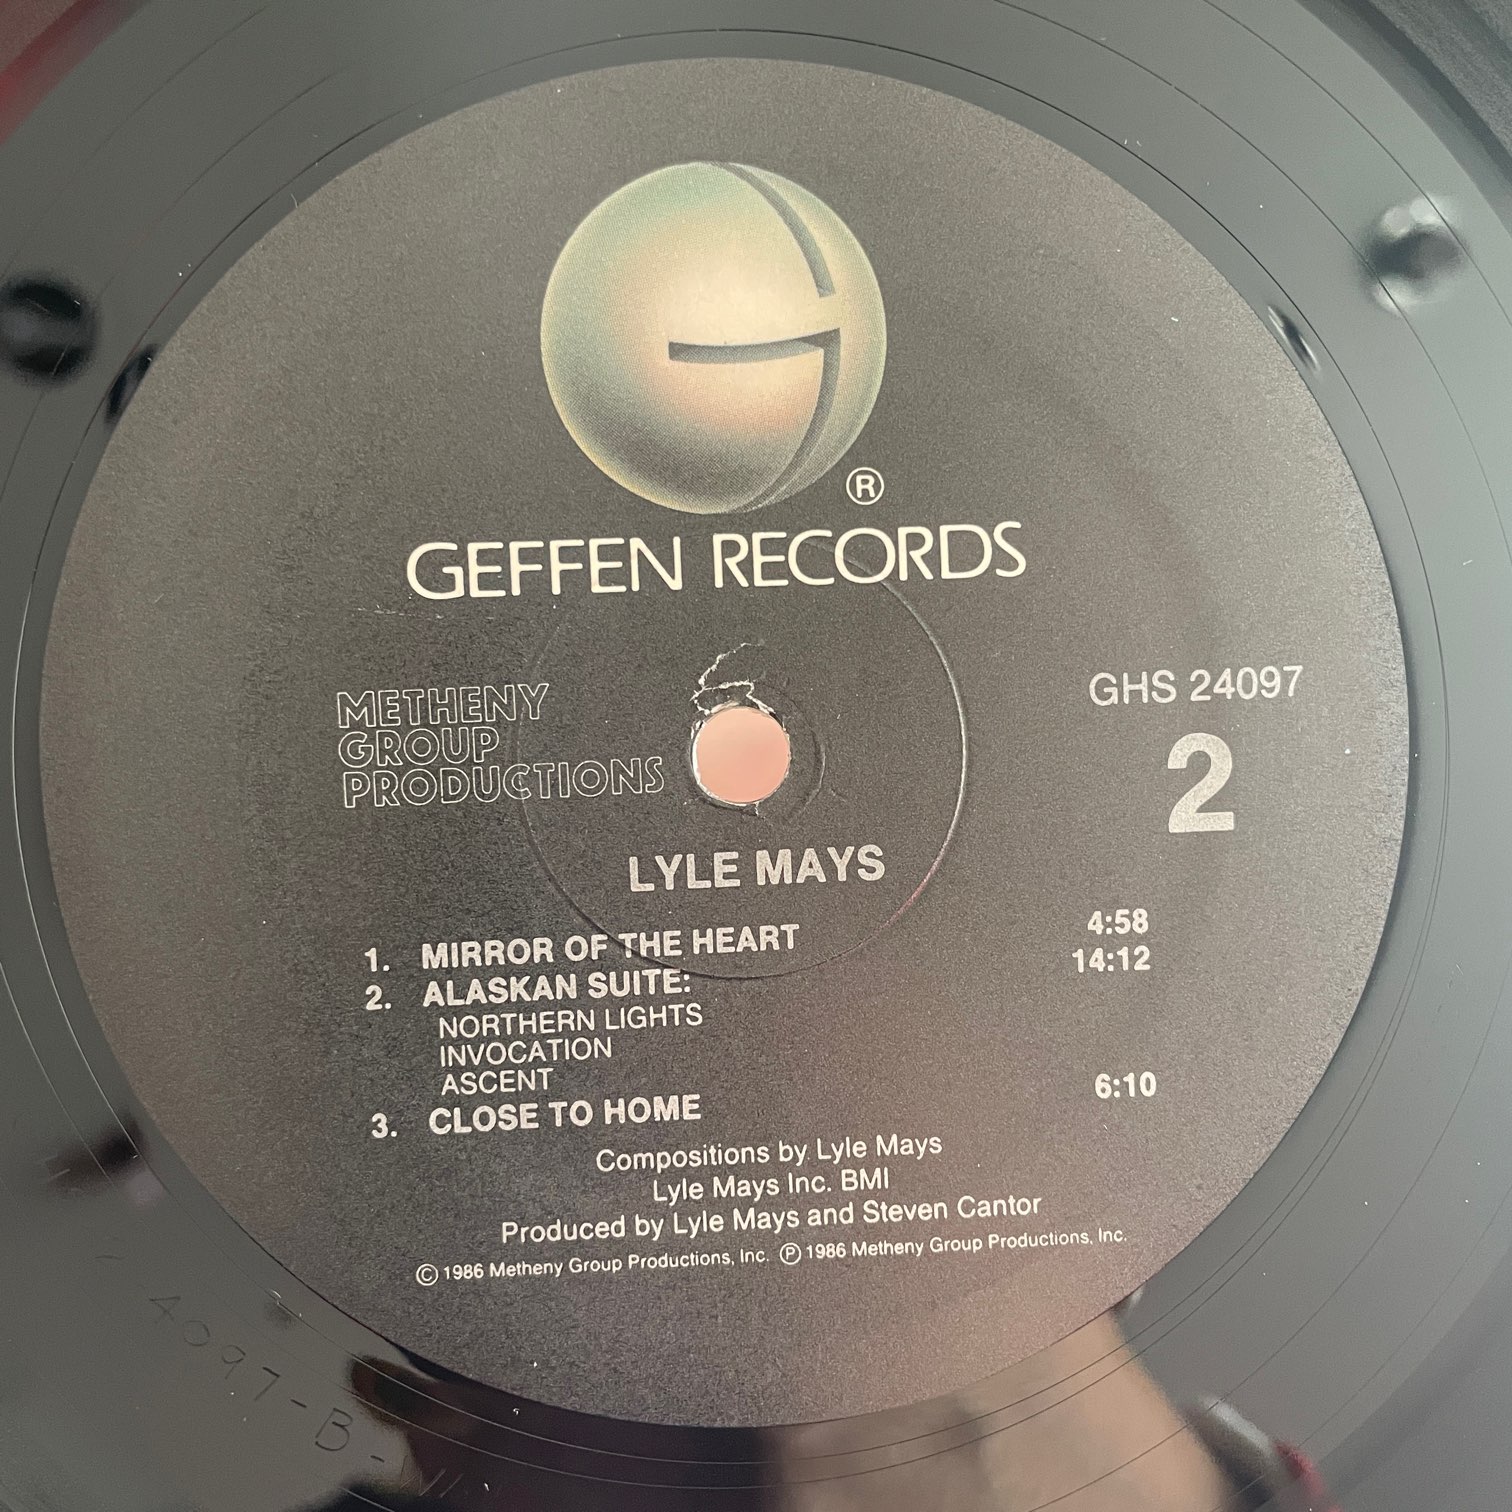 ®
GEFFEN RECORDS
METHENY
GROUP
PRODUCTIONS
GHS 24097
2
LYLE MAYS
1. MIRROR OF THE HEART 4:58
2. ALASKAN SUITE: 14:12
NORTHERN LIGHTS
INVOCATION
ASCENT
3. CLOSE TO HOME 6:10
Compositions by Lyle Mays
Lyle Mays Inc. BMI
Produced by Lyle Mays and Steven Cantor
© 1986 Metheny Group Productions, Inc. ℗ 1986 Metheny Group Productions, Inc.
4097-B-